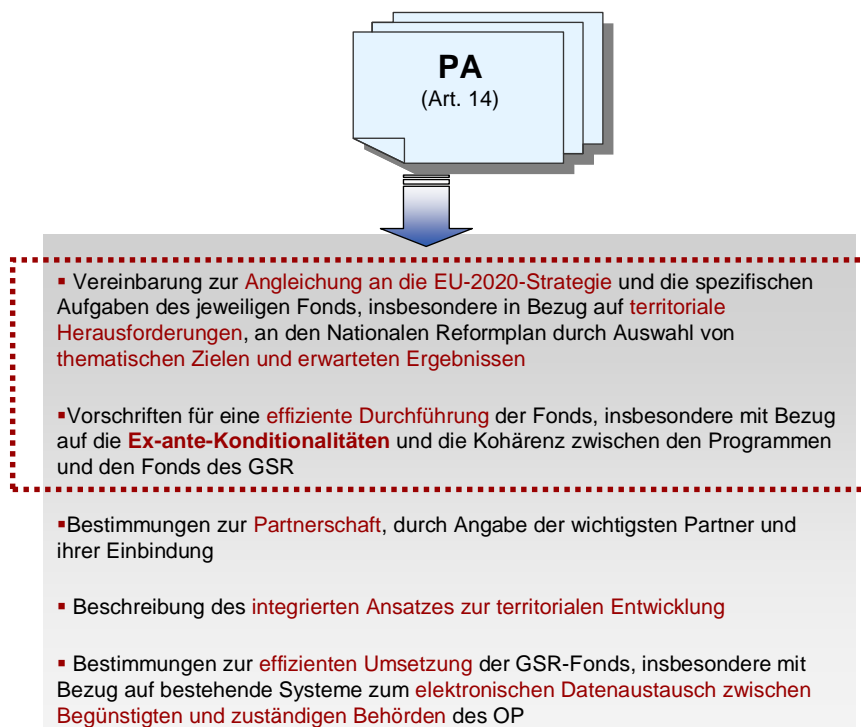 PA
(Art. 14)
▪ Vereinbarung zur Angleichung an die EU-2020-Strategie und die spezifischen
Aufgaben des jeweiligen Fonds, insbesondere in Bezug auf territoriale
Herausforderungen, an den Nationalen Reformplan durch Auswahl von
thematischen Zielen und erwarteten Ergebnissen
▪Vorschriften für eine effiziente Durchführung der Fonds, insbesondere mit Bezug
auf die Ex-ante-Konditionalitäten und die Kohärenz zwischen den Programmen
und den Fonds des GSR
▪Bestimmungen zur Partnerschaft, durch Angabe der wichtigsten Partner und
ihrer Einbindung
▪ Beschreibung des integrierten Ansatzes zur territorialen Entwicklung
▪ Bestimmungen zur effizienten Umsetzung der GSR-Fonds, insbesondere mit
Bezug auf bestehende Systeme zum elektronischen Datenaustausch zwischen
Begünstigten und zuständigen Behörden des OP